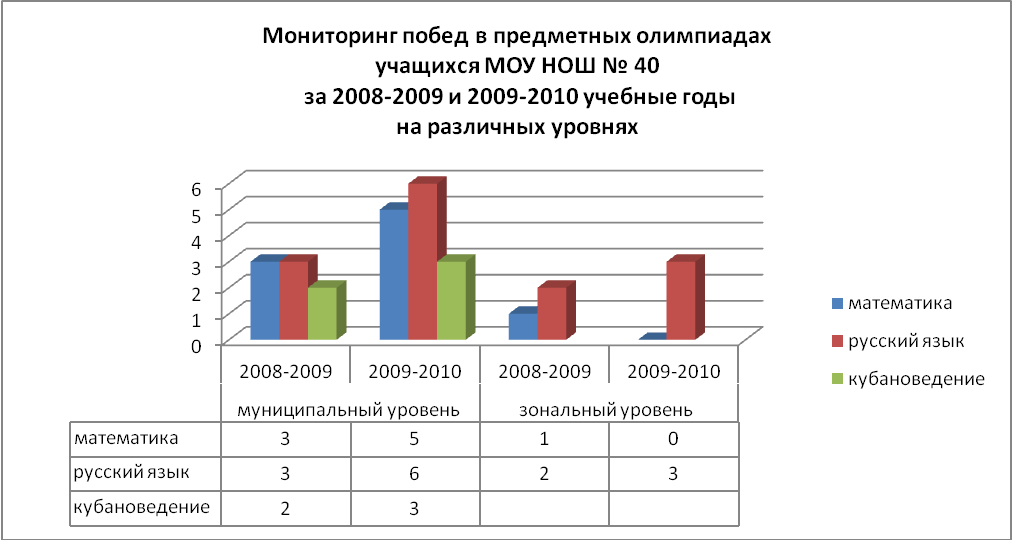 Мониторинг побед в предметных олимпиадах
учащихся МОУ НОШ № 40
за 2008-2009 и 2009-2010 учебные годы
на различных уровнях
6
5
4
3
2
1
0
математика
русский язык
кубановедение
2008-2009 2009-2010 2008-2009 2009-2010
муниципальный уровень зональный уровень
математика 3 5 1 0
русский язык 3 6 2 3
кубановедение 2 3